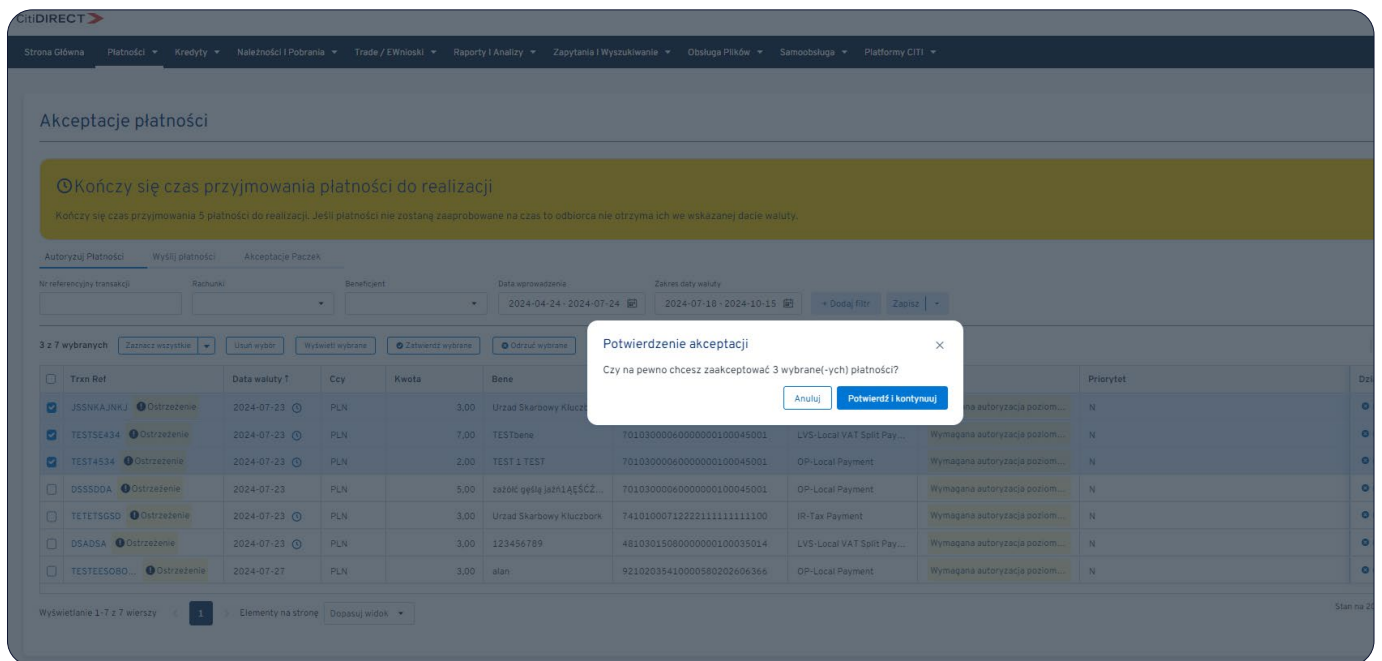 CitiDIRECT
Strona Główna Płatności Kredyty Należności I Pobrania Trade / EWnioski Raporty I Analizy Zapytania I Wyszukiwanie Obsługa Plików Samoobsługa Platformy CITI
Akceptacje płatności
Kończy się czas przyjmowania płatności do realizacji
Kończy się czas przyjmowania 5 płatności do realizacji. Jeśli płatności nie zostaną zaaprobowane na czas to odbiorca nie otrzyma ich we wskazanej dacie waluty.
Autoryzuj Płatności Wyślij płatności Akceptacje Paczek
Nr referencyjny transakcji Rachunki Beneficjent Data wprowadzenia Zakres daty waluty
2024-04-24 - 2024-07-24 2024-07-18 - 2024-10-15 + Dodaj filtr Zapisz
3 z 7 wybranych Zaznacz wszystkie Usuń wybór Wyświetl wybrane Zatwierdź wybrane Odrzuć wybrane
Potwierdzenie akceptacji
Czy na pewno chcesz zaakceptować 3 wybrane(-ych) płatności?
Anuluj Potwierdź i kontynuuj
Trxn Ref Data waluty Ccy Kwota Bene Priorytet
JSSNKAJNKJ Ostrzeżenie 2024-07-23 PLN 3,00 Urzad Skarbowy N
TESTSE434 Ostrzeżenie 2024-07-23 PLN 7,00 TESTbene 70103000060000000100045001 LVS-Local VAT Split Pay... Wymagana autoryzacja poziom... N
TEST4534 Ostrzeżenie 2024-07-23 PLN 2,00 TEST 1 TEST 70103000060000000100045001 OP-Local Payment Wymagana autoryzacja poziom... N
DSSSDDA Ostrzeżenie 2024-07-23 PLN 5,00 70103000060000000100045001 OP-Local Payment Wymagana autoryzacja poziom... N
TETETSGSD Ostrzeżenie 2024-07-23 PLN 3,00 Urzad Skarbowy Kluczbork IR-Tax Payment Wymagana autoryzacja poziom... N
DSADSA Ostrzeżenie 2024-07-23 PLN 3,00 123456789 48103015080000000100035014 LVS-Local VAT Split Pay... Wymagana autoryzacja poziom... N
TESTEESOBO... Ostrzeżenie 2024-07-27 PLN 3,00 alan 92102035410000580202606366 OP-Local Payment Wymagana autoryzacja poziom... N
Wyświetlanie 1-7 z 7 wierszy 1 Elementy na stronę Dopasuj widok Stan na